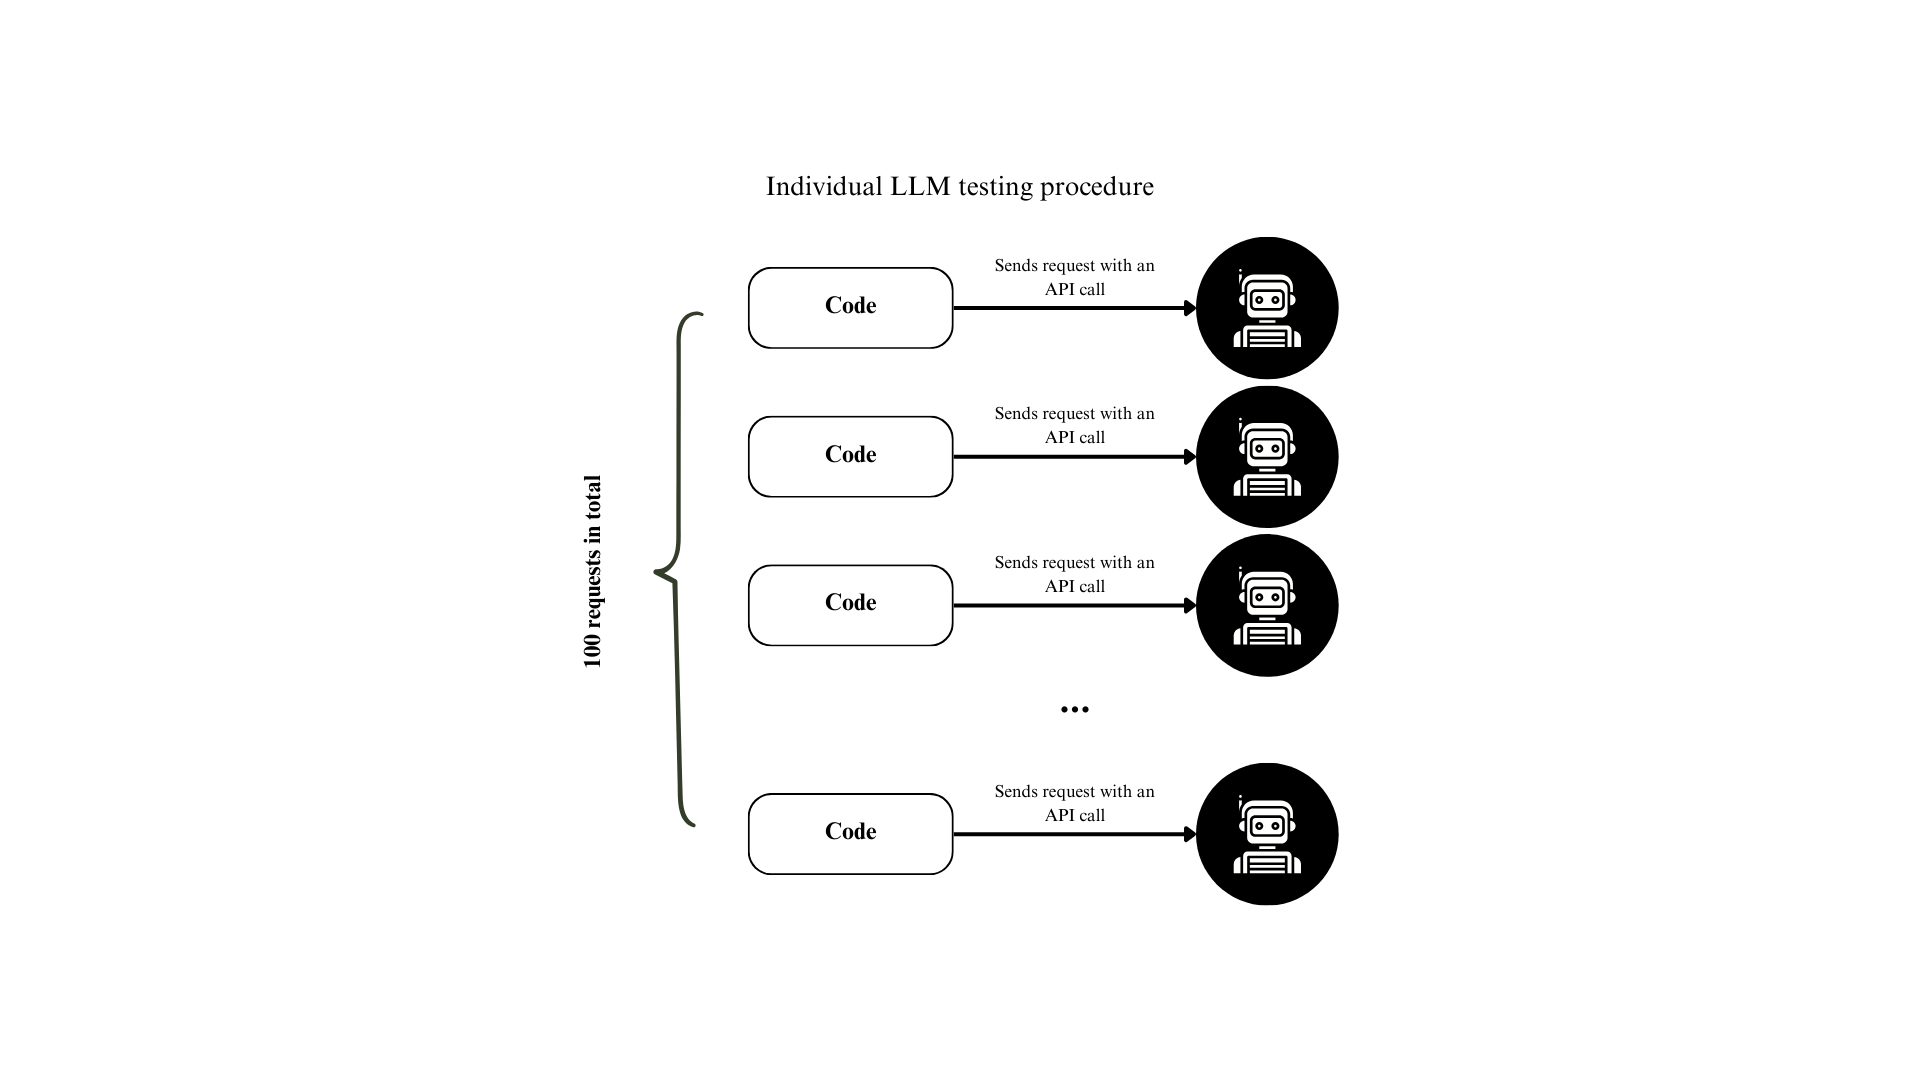 Individual LLM testing procedure
100 requests in total
Code
Sends request with an
API call
Code
Sends request with an
API call
Code
Sends request with an
API call
...
Code
Sends request with an
API call